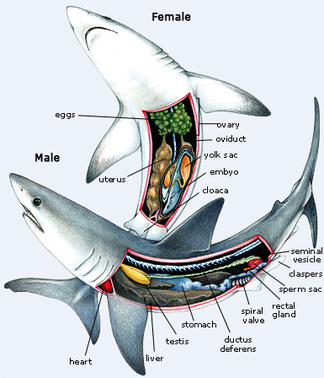 Female
eggs
ovary
oviduct
yolk sac
embyo
uterus
cloaca
Male
seminal
vesicle
claspers
sperm sac
rectal
gland
spiral
valve
ductus
deferens
stomach
testis
liver
heart